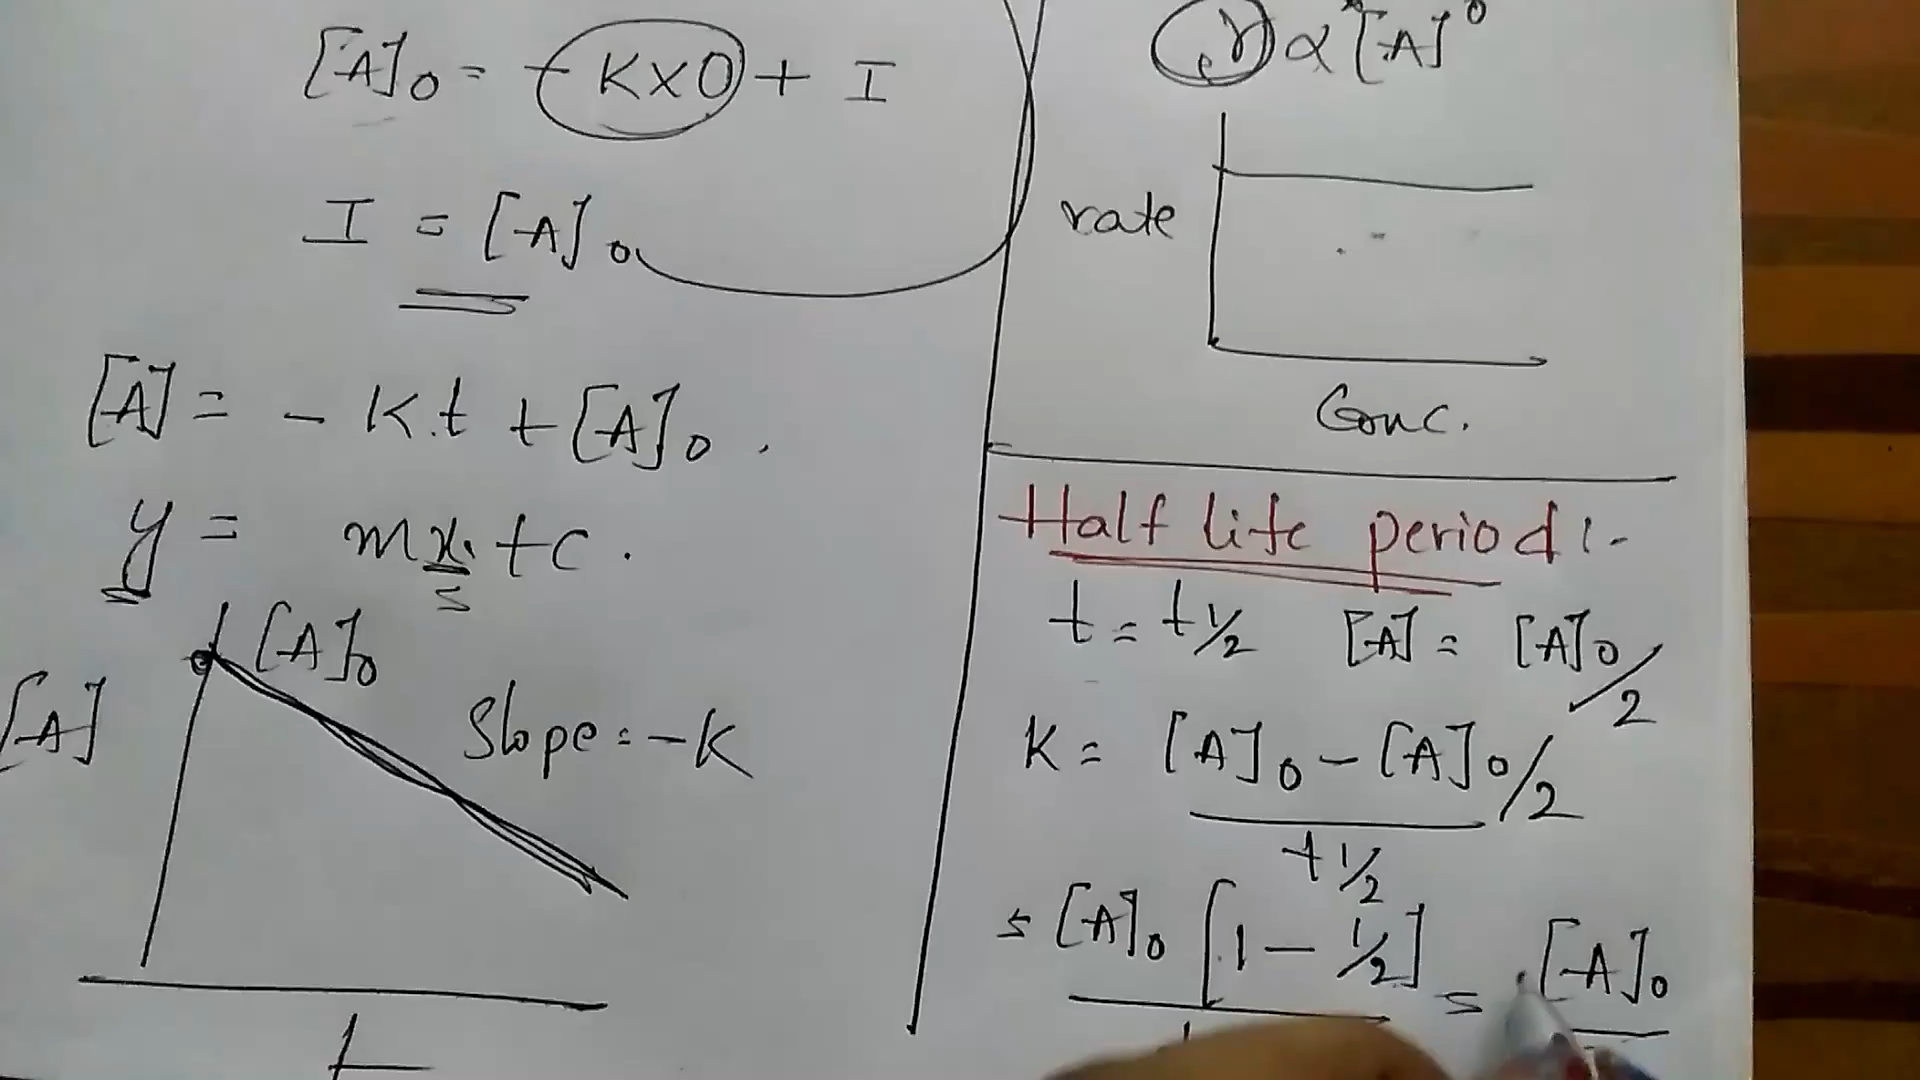 [A]₀ = -K×0 + I
I = [A]₀
[A] = - K.t + [A]₀.
y = mx + c.
[A]₀
[A]
Slope = -K
t
r α [A]⁰
rate
Conc.
Half life period :-
t = t½ [A] = [A]₀/2
K = [A]₀ - [A]₀/2
t½
= [A]₀ [1 - ½] = [A]₀